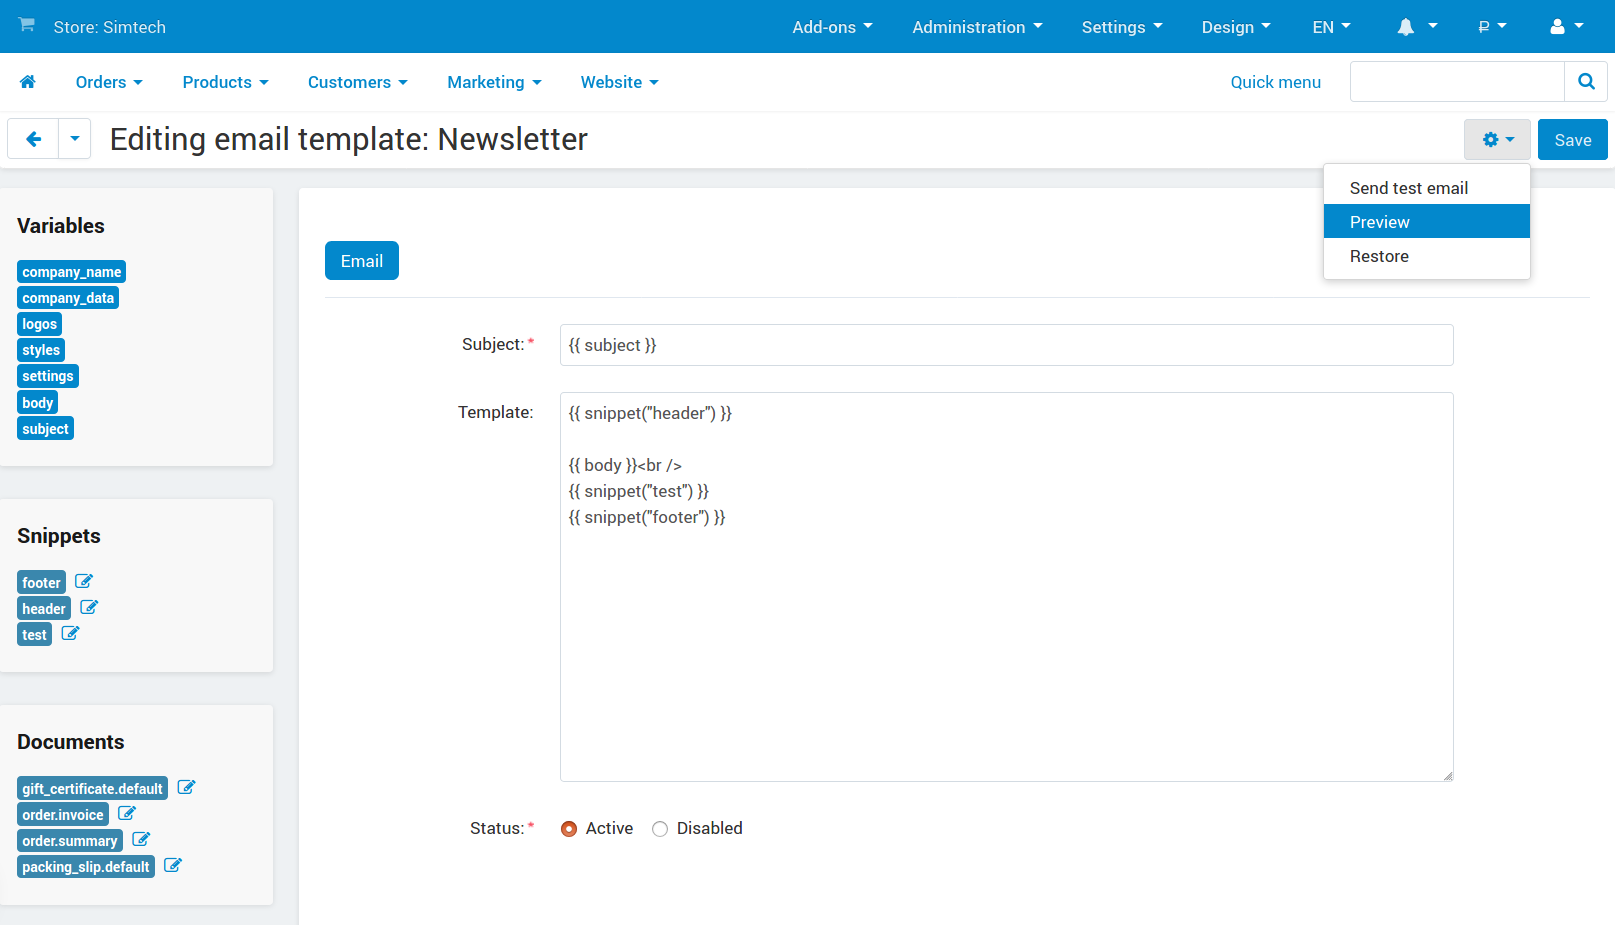 Store: Simtech
Add-ons
Administration
Settings
Design
EN
₽
Orders
Products
Customers
Marketing
Website
Quick menu
Editing email template: Newsletter
Save
Send test email
Preview
Restore
Variables
company_name
company_data
logos
styles
settings
body
subject
Snippets
footer
header
test
Documents
gift_certificate.default
order.invoice
order.summary
packing_slip.default
Email
Subject:*
{{ subject }}
Template:
{{ snippet("header") }}
{{ body }}<br />
{{ snippet("test") }}
{{ snippet("footer") }}
Status:*
Active
Disabled